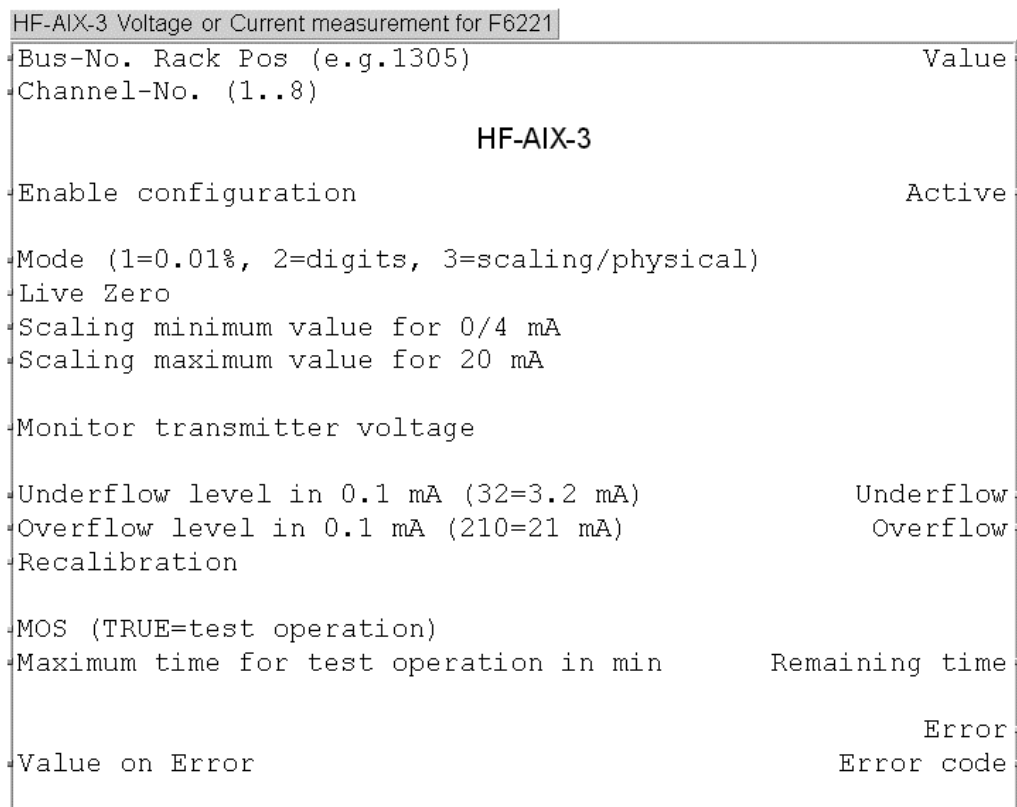 HF-AIX-3 Voltage or Current measurement for F6221
Bus-No. Rack Pos (e.g.1305) Value
Channel-No. (1..8)
HF-AIX-3
Enable configuration Active
Mode (1=0.01%, 2=digits, 3=scaling/physical)
Live Zero
Scaling minimum value for 0/4 mA
Scaling maximum value for 20 mA
Monitor transmitter voltage
Underflow level in 0.1 mA (32=3.2 mA) Underflow
Overflow level in 0.1 mA (210=21 mA) Overflow
Recalibration
MOS (TRUE=test operation)
Maximum time for test operation in min Remaining time
Error
Value on Error Error code